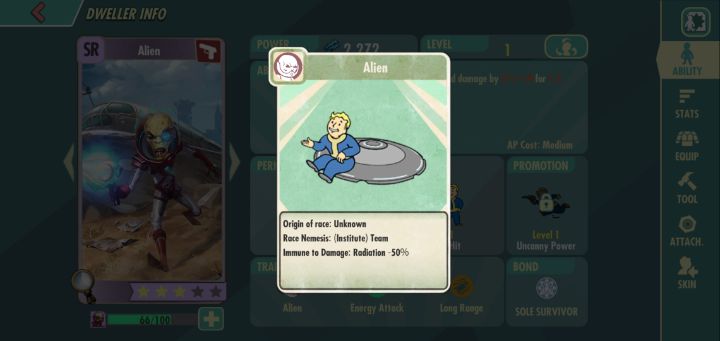 DWELLER INFO
SR
Alien
66/100
POWER
2,272
LEVEL
1
damage by
for
AP Cost: Medium
PROMOTION
Level 1
Uncanny Power
Hit
Alien
Energy Attack
Long Range
BOND
SOLE SURVIVOR
Alien
Origin of race: Unknown
Race Nemesis: (Institute) Team
Immune to Damage: Radiation -50%
ABILITY
STATS
EQUIP
TOOL
ATTACH.
SKIN